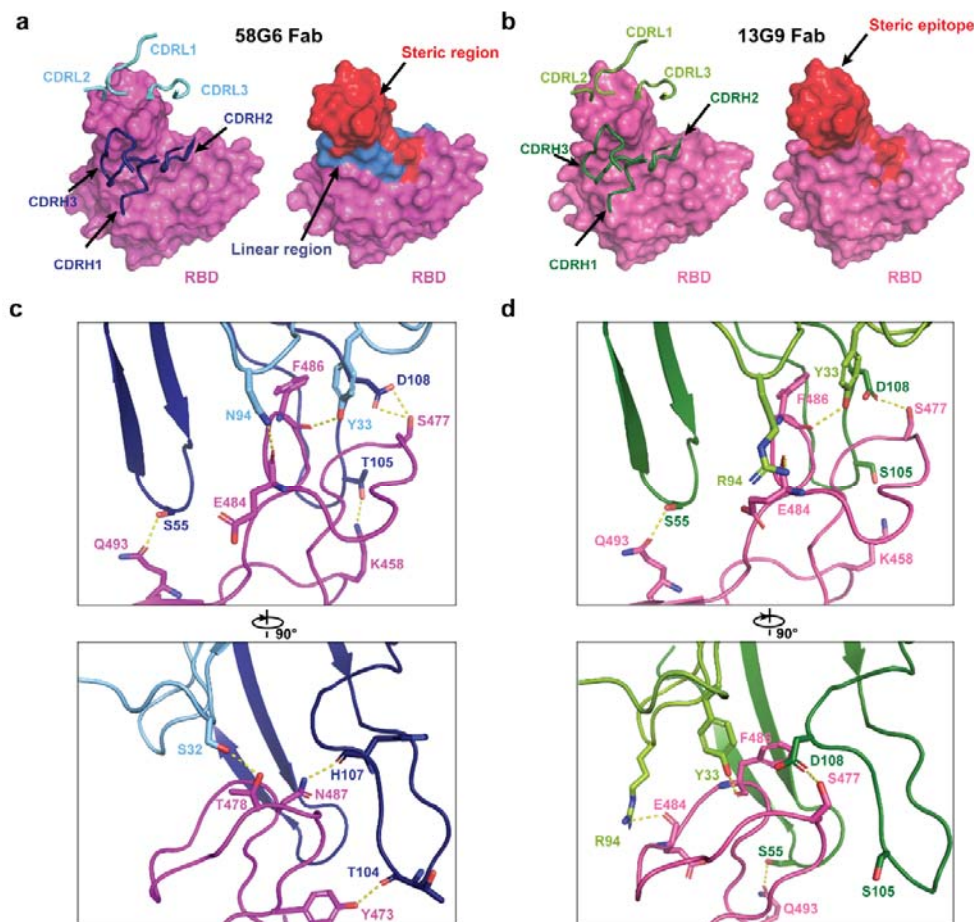 a
58G6 Fab
CDRL1
CDRL2
CDRL3
CDRH2
CDRH3
CDRH1
RBD
Steric region
Linear region
b
13G9 Fab
CDRL1
CDRL2
CDRL3
CDRH2
CDRH3
CDRH1
RBD
Steric epitope
c
F486
D108
N94
Y33
S477
T105
E484
S55
Q493
K458
90°
S32
H107
T478
N487
T104
Y473
d
Y33
F486
D108
S477
R94
S105
E484
S55
Q493
K458
90°
F486
D108
Y33
S477
E484
R94
S55
S105
Q493